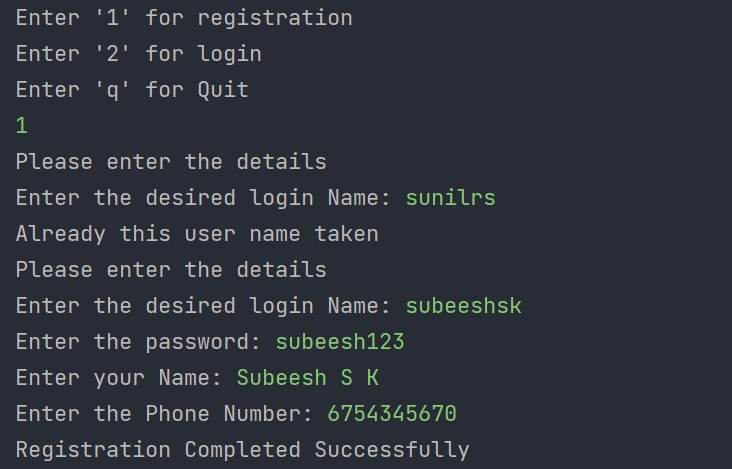 Enter '1' for registration
Enter '2' for login
Enter 'q' for Quit
1
Please enter the details
Enter the desired login Name: sunilrs
Already this user name taken
Please enter the details
Enter the desired login Name: subeeshsk
Enter the password: subeesh123
Enter your Name: Subeesh S K
Enter the Phone Number: 6754345670
Registration Completed Successfully